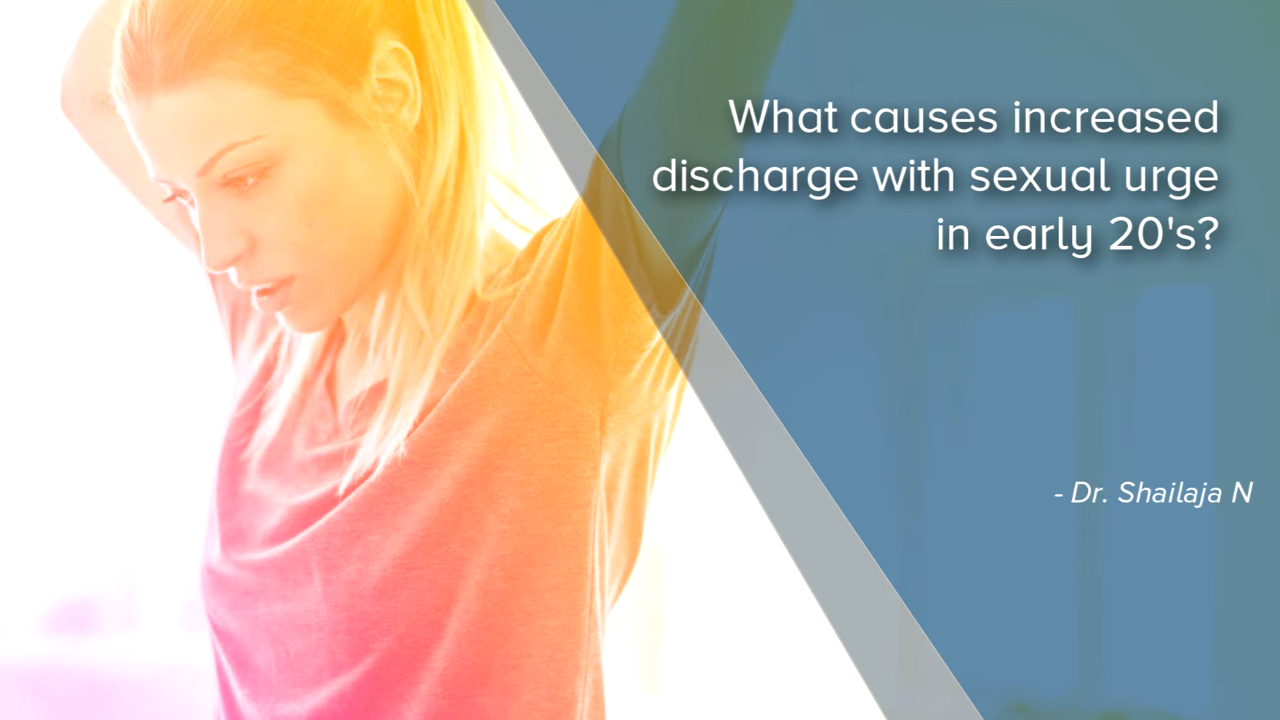 What causes increased
discharge with sexual urge
in early 20's?
- Dr. Shailaja N